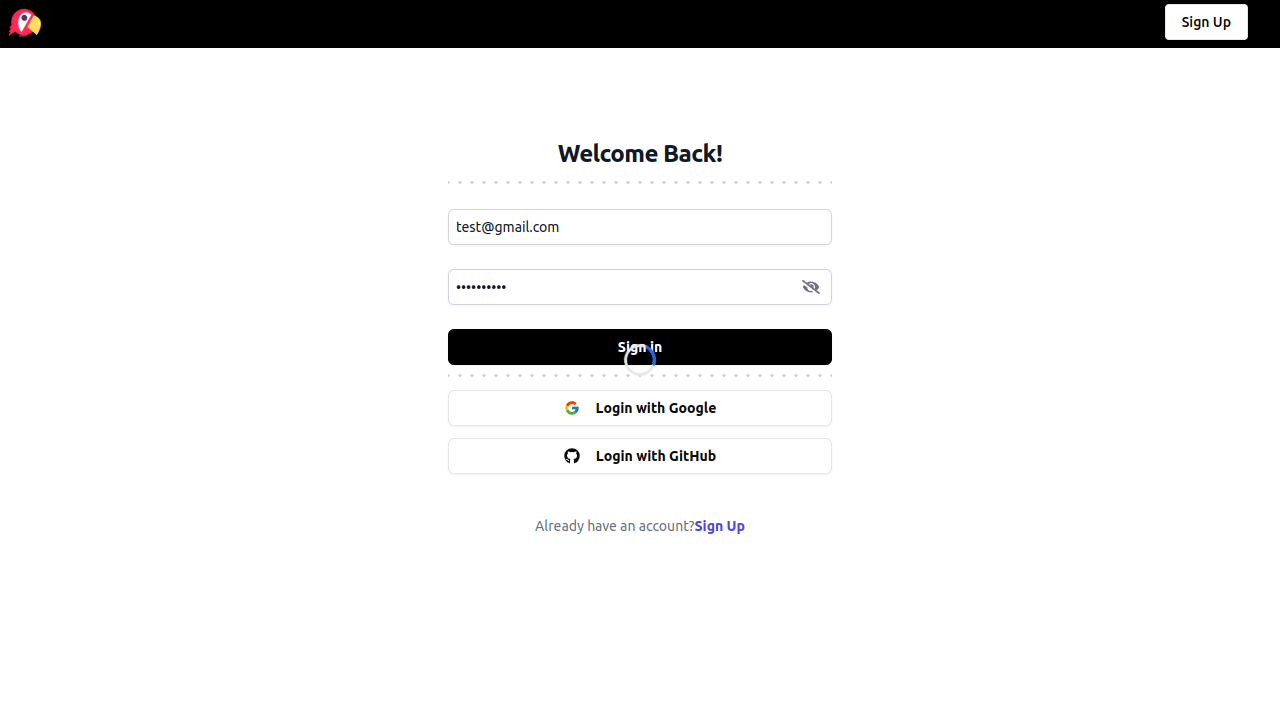 Sign Up
Welcome Back!
test@gmail.com
••••••••••
Sign in
Login with Google
Login with GitHub
Already have an account?Sign Up